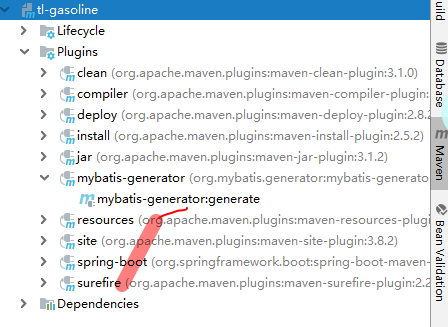 tl-gasoline
Lifecycle
Plugins
clean (org.apache.maven.plugins:maven-clean-plugin:3.1.0)
compiler (org.apache.maven.plugins:maven-compiler-plugin
deploy (org.apache.maven.plugins:maven-deploy-plugin:2.8.2
install (org.apache.maven.plugins:maven-install-plugin:2.5.2)
jar (org.apache.maven.plugins:maven-jar-plugin:3.1.2)
mybatis-generator (org.mybatis.generator:mybatis-generato
mybatis-generator:generate
resources (org.apache.maven.plugins:maven-resources-plugi
site (org.apache.maven.plugins:maven-site-plugin:3.8.2)
spring-boot (org.springframework.boot:spring-boot-maven-
surefire (org.apache.maven.plugins:maven-surefire-plugin:2.2
Dependencies
uild
Database
Maven
Bean Validation